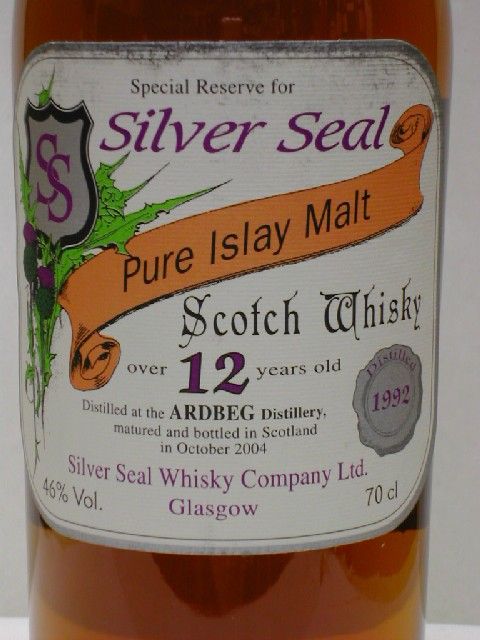 Special Reserve for
Silver Seal
SS
Pure Islay Malt
Scotch Whisky
over 12 years old
Distilled
1992
Distilled at the ARDBEG Distillery,
matured and bottled in Scotland
in October 2004
Silver Seal Whisky Company Ltd.
46% Vol.
Glasgow
70 cl